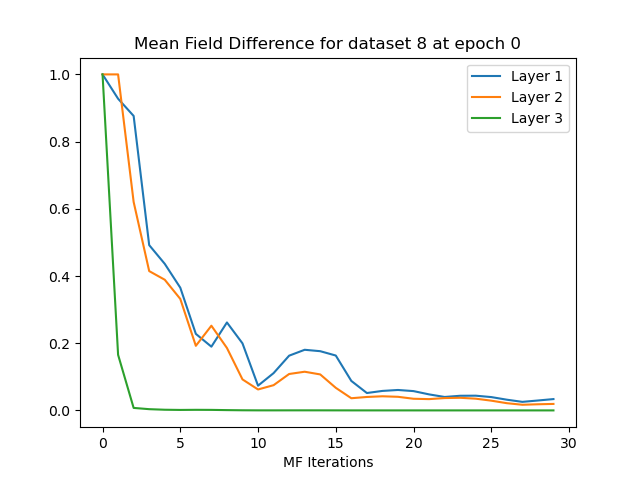 Mean Field Difference for dataset 8 at epoch 0
Layer 1
Layer 2
Layer 3
1.0
0.8
0.6
0.4
0.2
0.0
0 5 10 15 20 25 30
MF Iterations